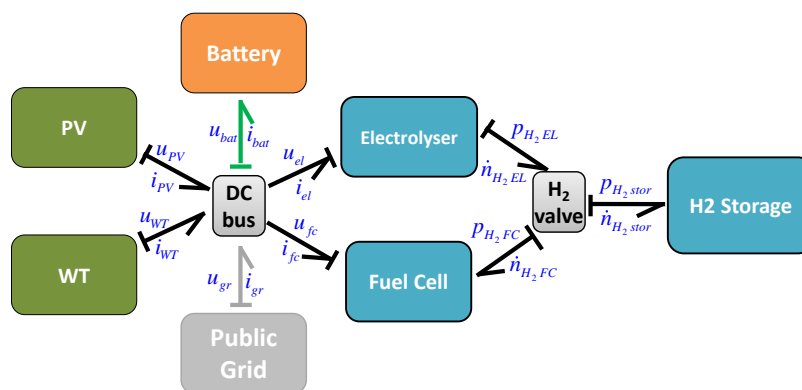 Battery
PV
u_PV
i_PV
u_bat
i_bat
Electrolyser
u_el
i_el
p_H₂ EL
ṅ_H₂ EL
DC
bus
H₂
valve
p_H₂ stor
ṅ_H₂ stor
H2 Storage
WT
u_WT
i_WT
u_fc
i_fc
Fuel Cell
p_H₂ FC
ṅ_H₂ FC
u_gr
i_gr
Public
Grid